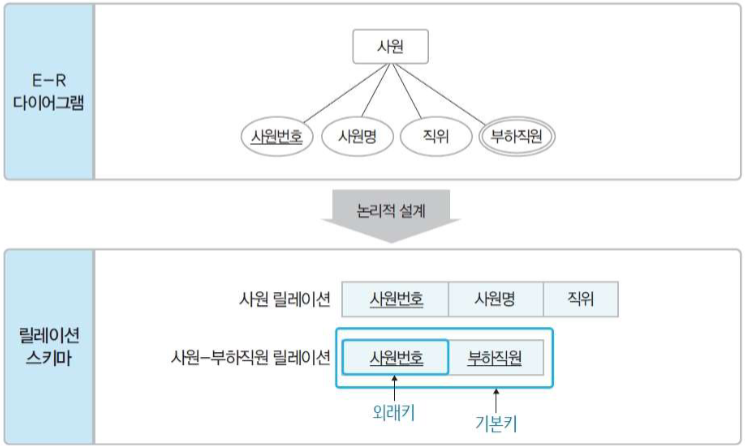 E-R
다이어그램
사원
사원번호 사원명 직위 부하직원
논리적 설계
릴레이션
스키마
사원 릴레이션 사원번호 사원명 직위
사원-부하직원 릴레이션 사원번호 부하직원
외래키
기본키